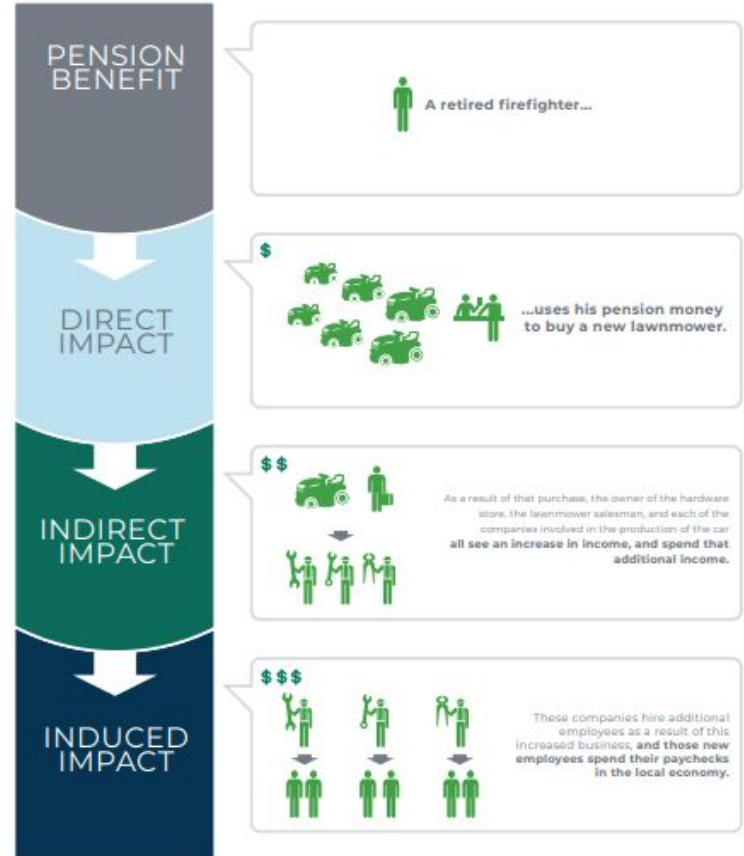 PENSION
BENEFIT
A retired firefighter...
DIRECT
IMPACT
$
...uses his pension money
to buy a new lawnmower.
INDIRECT
IMPACT
$$
As a result of that purchase, the owner of the hardware
store, the lawnmower salesman, and each of the
companies involved in the production of the car
all see an increase in income, and spend that
additional income.
INDUCED
IMPACT
$$$
These companies hire additional
employees as a result of this
increased business, and those new
employees spend their paychecks
in the local economy.